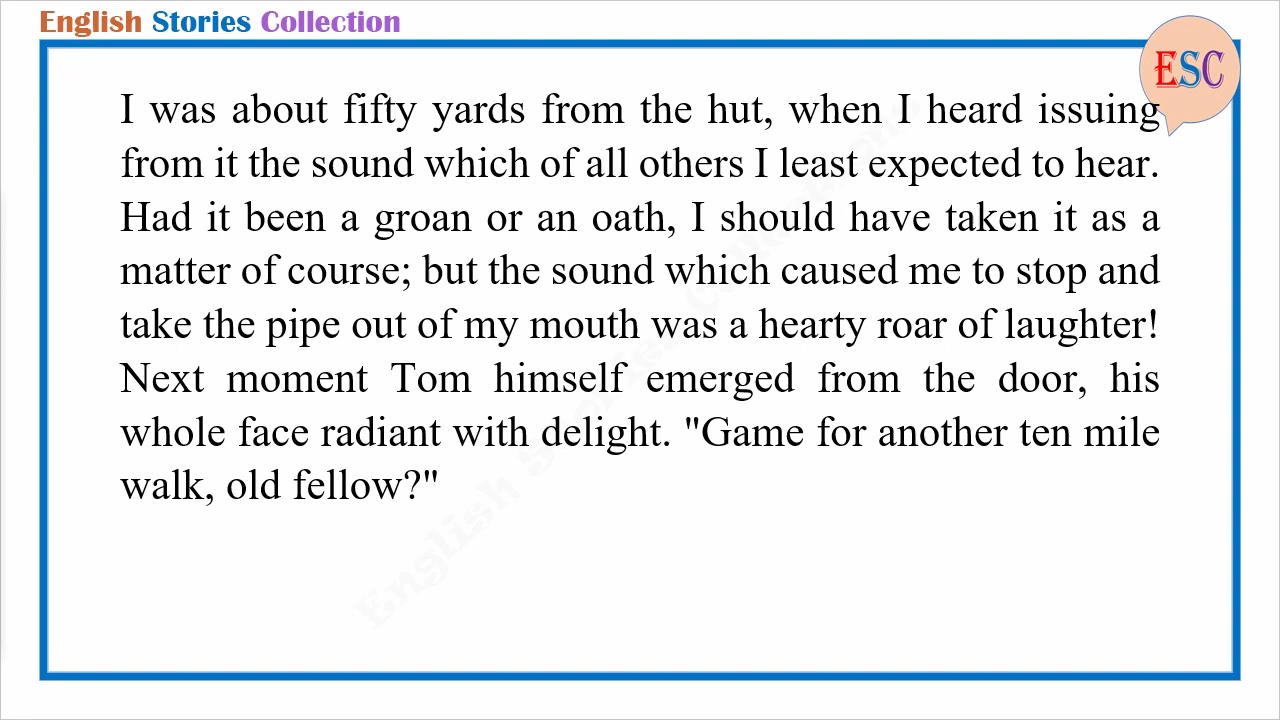 English Stories Collection
ESC
I was about fifty yards from the hut, when I heard issuing
from it the sound which of all others I least expected to hear.
Had it been a groan or an oath, I should have taken it as a
matter of course; but the sound which caused me to stop and
take the pipe out of my mouth was a hearty roar of laughter!
Next moment Tom himself emerged from the door, his
whole face radiant with delight. "Game for another ten mile
walk, old fellow?"
English Stories Collections